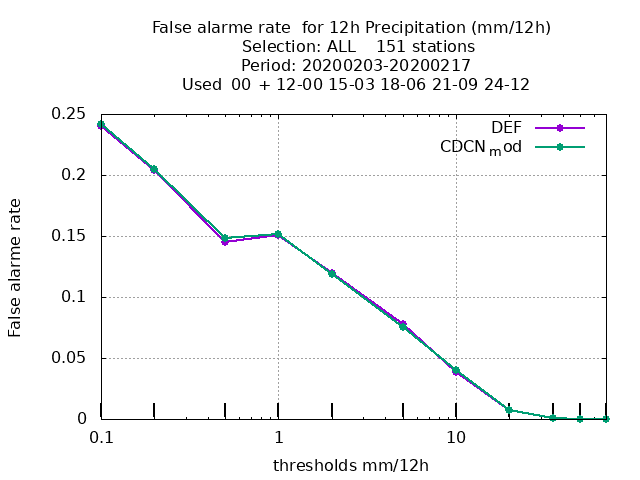 False alarme rate  for 12h Precipitation (mm/12h)
Selection: ALL    151 stations
Period: 20200203-20200217
Used  00 + 12-00 15-03 18-06 21-09 24-12
DEF
CDCN_mod
False alarme rate
0.25
0.2
0.15
0.1
0.05
0
0.1
1
10
thresholds mm/12h